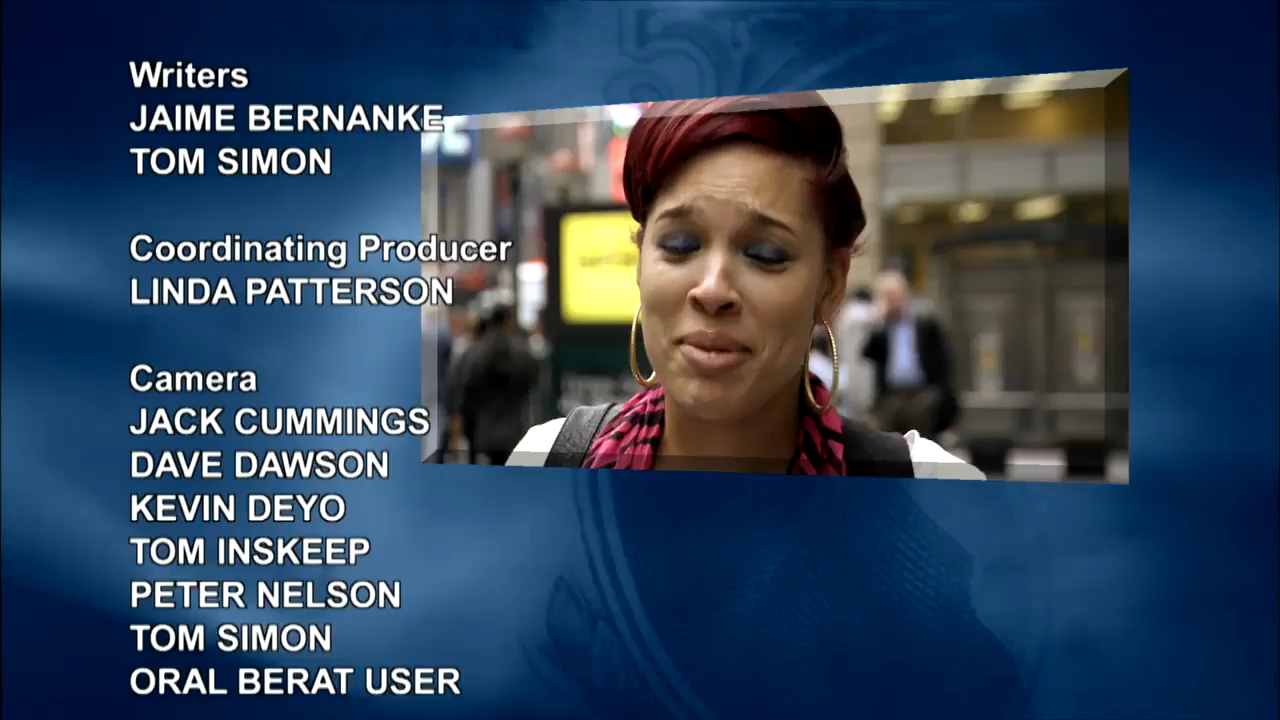 Writers
JAIME BERNANKE
TOM SIMON
Coordinating Producer
LINDA PATTERSON
Camera
JACK CUMMINGS
DAVE DAWSON
KEVIN DEYO
TOM INSKEEP
PETER NELSON
TOM SIMON
ORAL BERAT USER